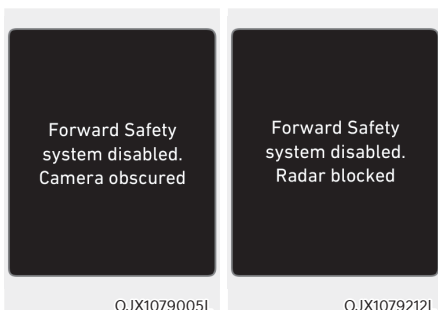 Forward Safety
system disabled.
Camera obscured
Forward Safety
system disabled.
Radar blocked
OJX1079005L
OJX1079212L